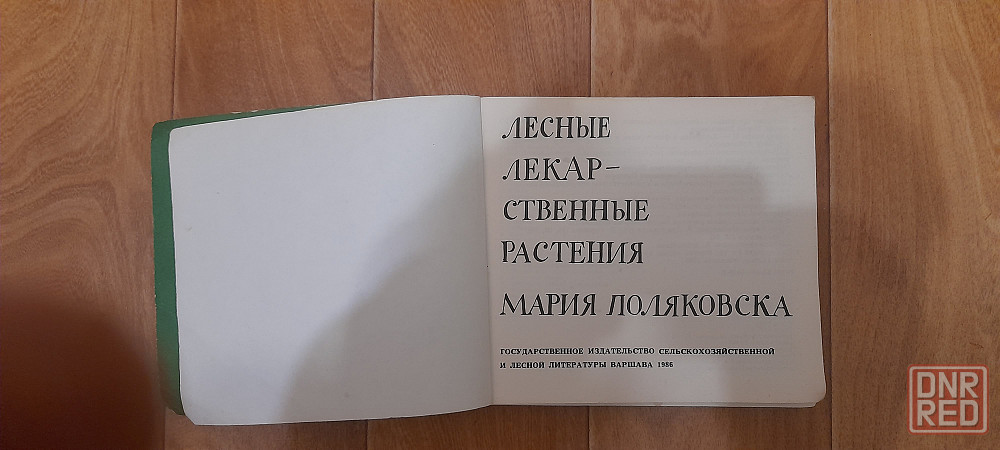 ЛЕСНЫЕ
ЛЕКАР-
СТВЕННЫЕ
РАСТЕНИЯ
МАРИЯ ПОЛЯКОВСКА
ГОСУДАРСТВЕННОЕ ИЗДАТЕЛЬСТВО СЕЛЬСКОХОЗЯЙСТВЕННОЙ
И ЛЕСНОЙ ЛИТЕРАТУРЫ ВАРШАВА 1986
DNR
RED